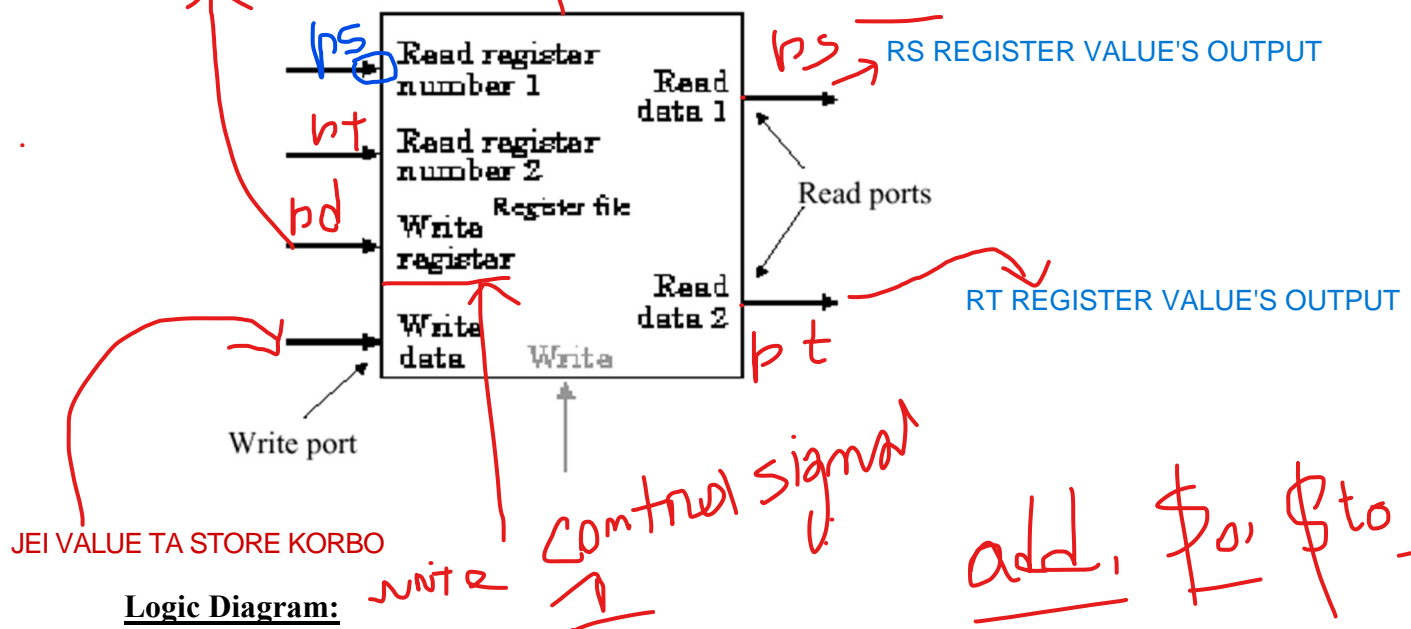 rs
Read register
number 1
rs
RS REGISTER VALUE'S OUTPUT
Read
data 1
rt
Read register
number 2
Read ports
Register file
rd
Write
register
Read
data 2
RT REGISTER VALUE'S OUTPUT
Write
data
Write
rt
Write port
control signal
JEI VALUE TA STORE KORBO
write
1
add,
$t0
Logic Diagram: